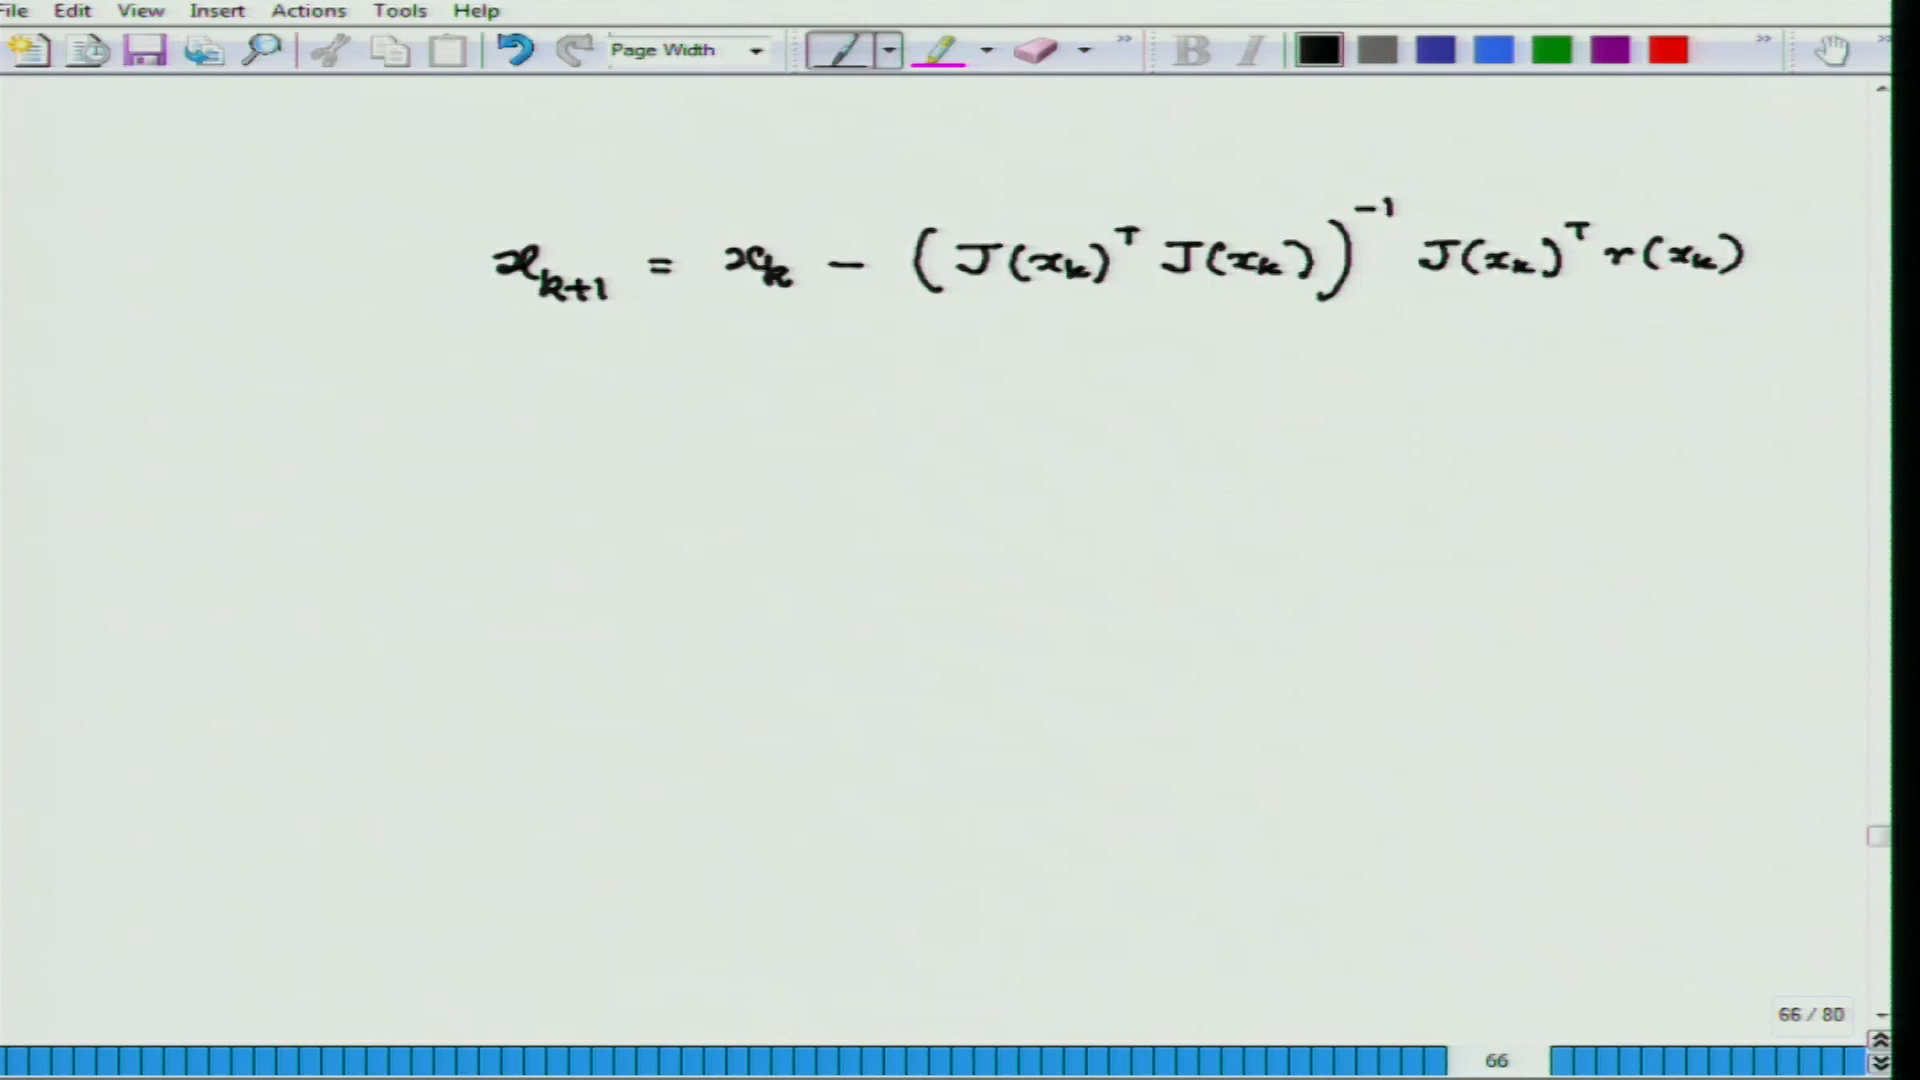 File Edit View Insert Actions Tools Help
Page Width
B I
x_{k+1} = x_k - (J(x_k)^T J(x_k))^{-1} J(x_k)^T r(x_k)
66 / 80
66